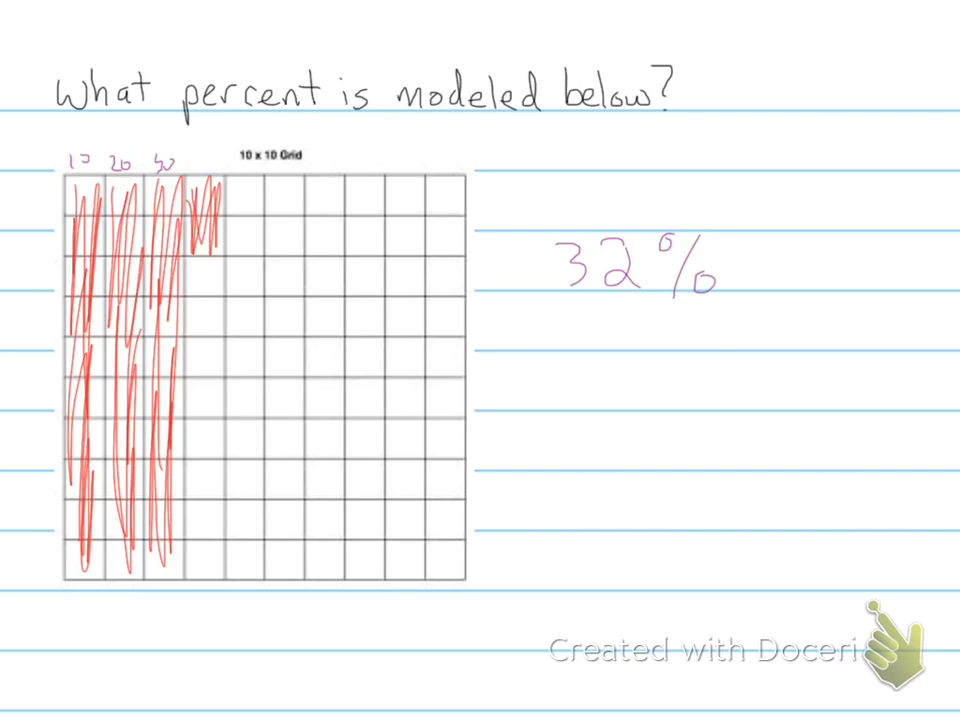 What percent is modeled below?
10 x 10 Grid
10 20 30
32%
Created with Doceri